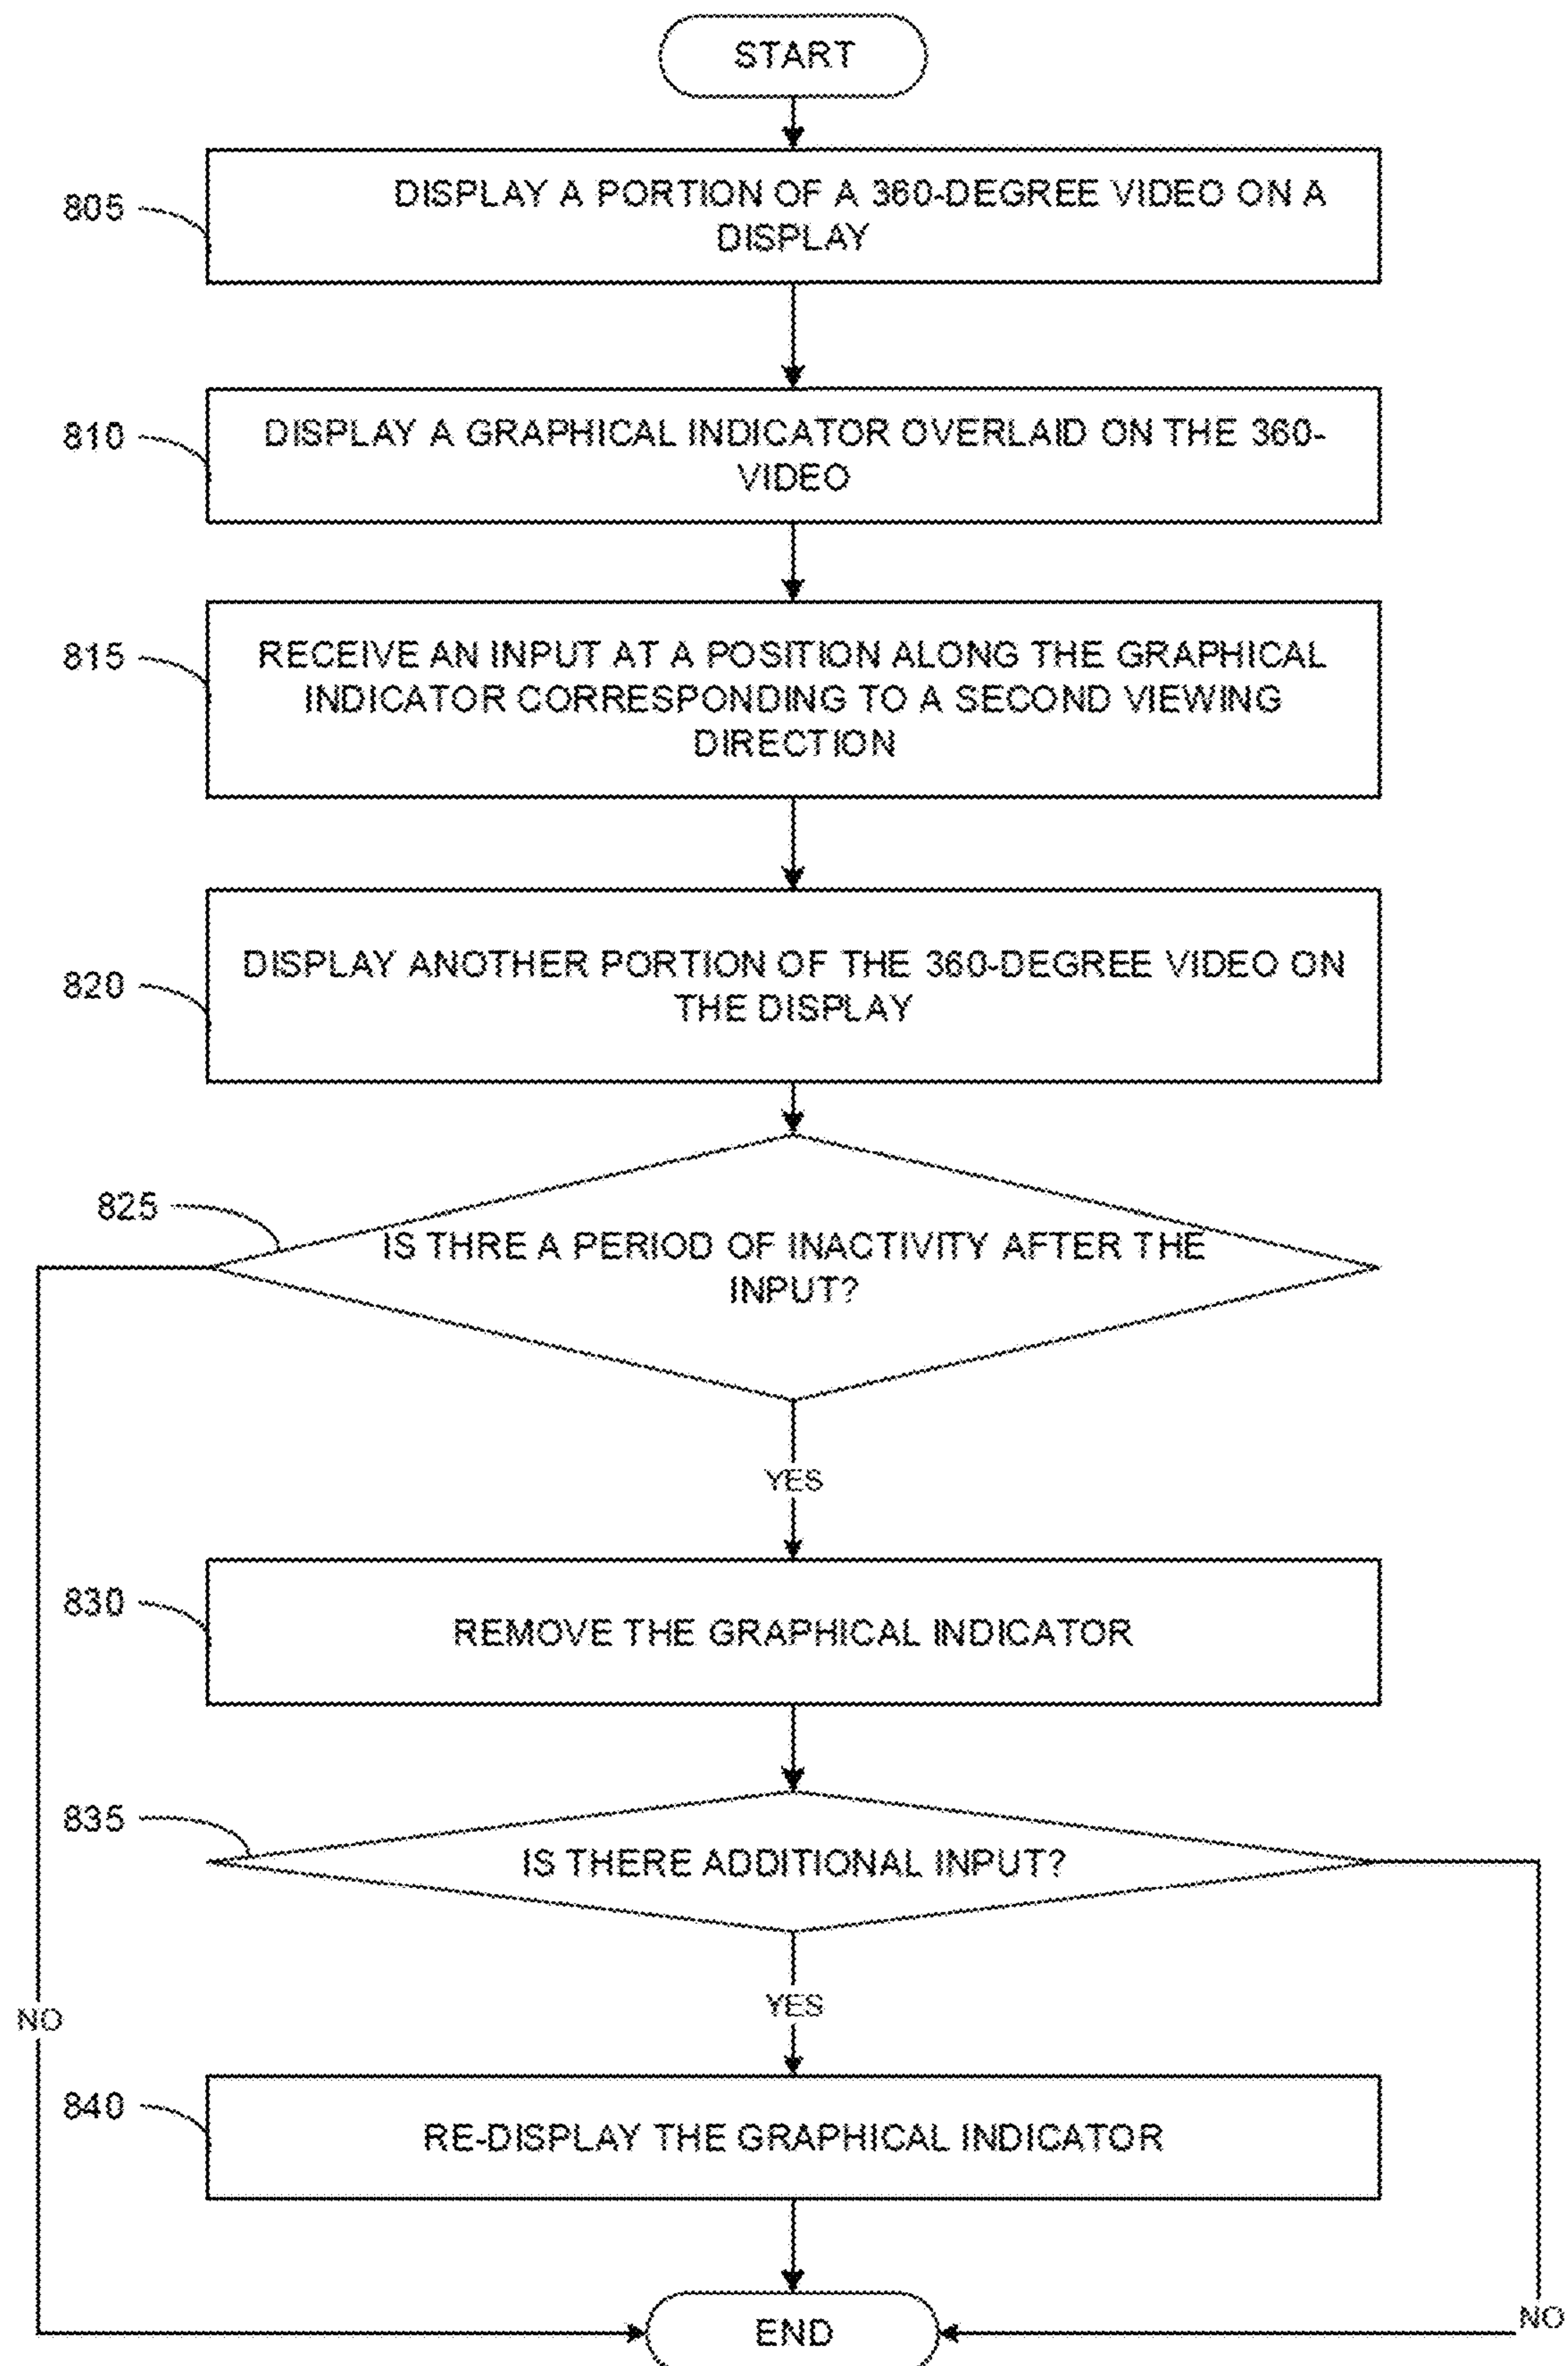 START
805
DISPLAY A PORTION OF A 360-DEGREE VIDEO ON A
DISPLAY
810
DISPLAY A GRAPHICAL INDICATOR OVERLAID ON THE 360-
VIDEO
815
RECEIVE AN INPUT AT A POSITION ALONG THE GRAPHICAL
INDICATOR CORRESPONDING TO A SECOND VIEWING
DIRECTION
820
DISPLAY ANOTHER PORTION OF THE 360-DEGREE VIDEO ON
THE DISPLAY
825
IS THRE A PERIOD OF INACTIVITY AFTER THE
INPUT?
YES
830
REMOVE THE GRAPHICAL INDICATOR
835
IS THERE ADDITIONAL INPUT?
YES
NO
840
RE-DISPLAY THE GRAPHICAL INDICATOR
NO
END